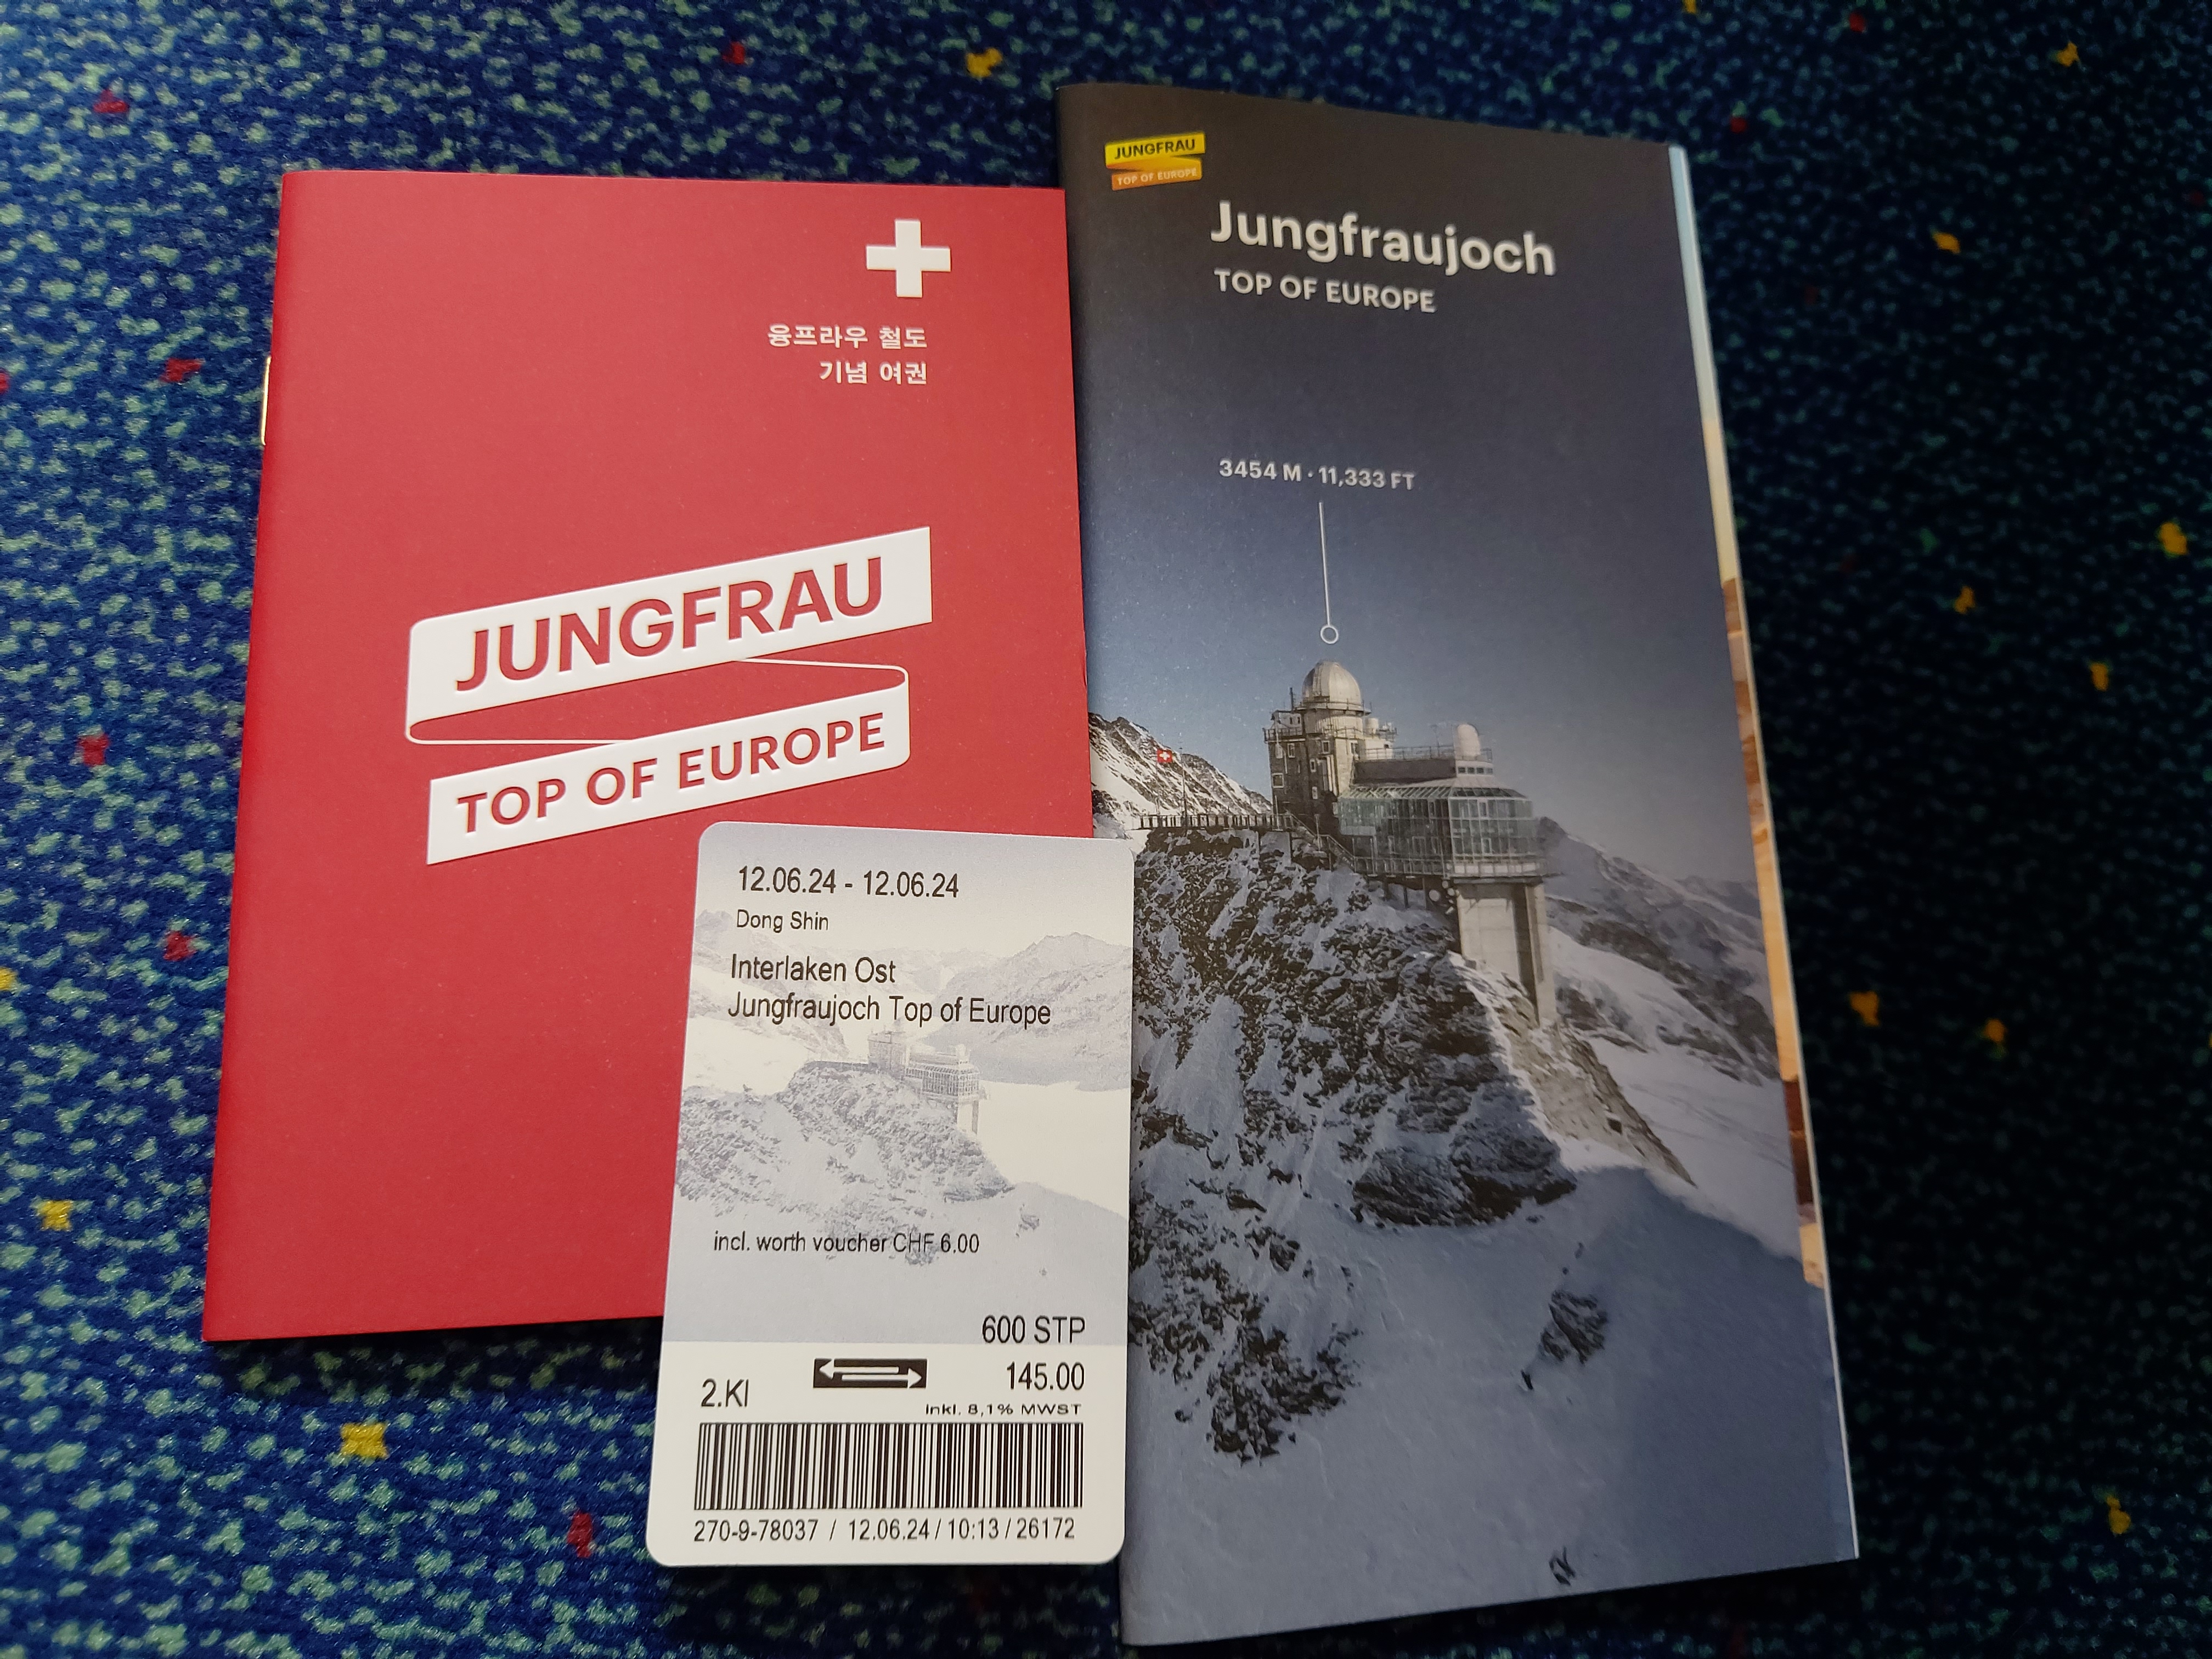 융프라우 철도
기념 여권
JUNGFRAU
TOP OF EUROPE
JUNGFRAU
TOP OF EUROPE
Jungfraujoch
TOP OF EUROPE
3454 M · 11,333 FT
12.06.24 - 12.06.24
Dong Shin
Interlaken Ost
Jungfraujoch Top of Europe
incl. worth voucher CHF 6.00
600 STP
2.Kl 145.00
inkl. 8,1% MWST
270-9-78037 / 12.06.24 / 10:13 / 26172